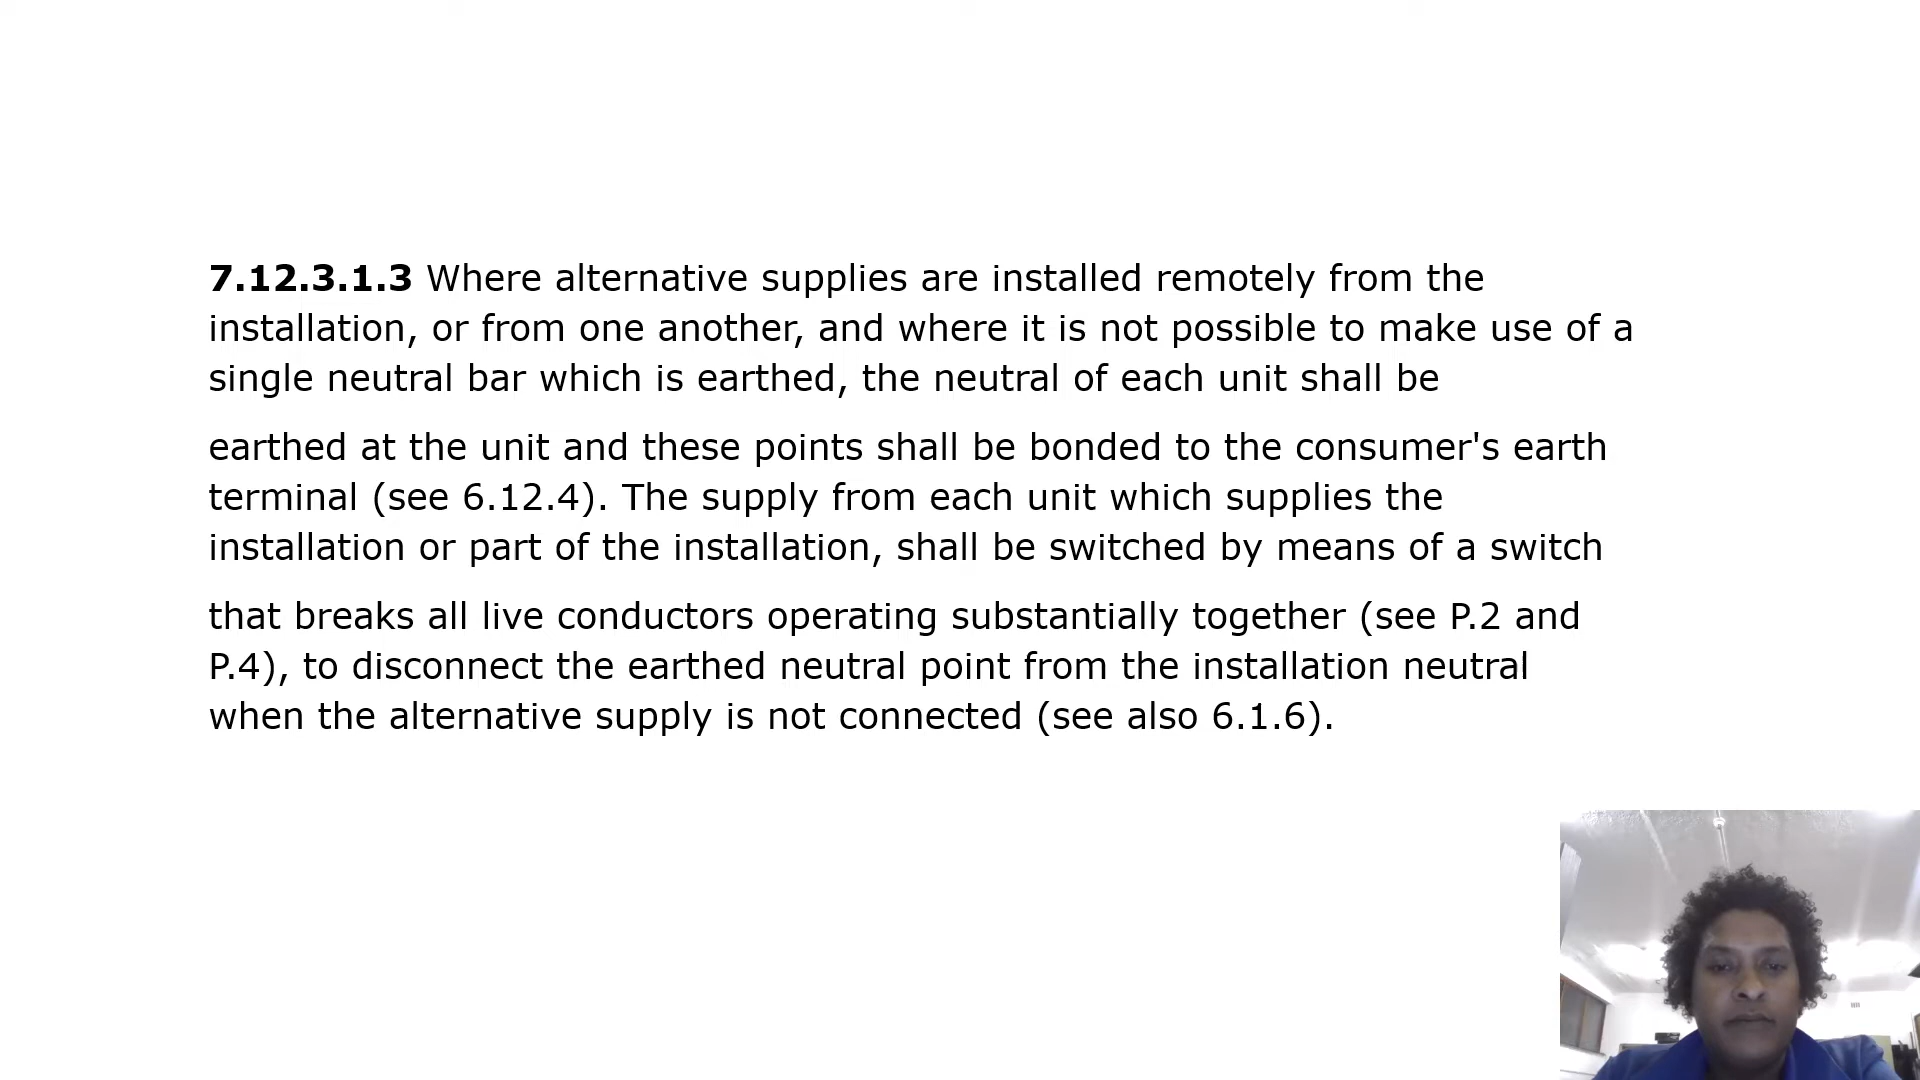 7.12.3.1.3 Where alternative supplies are installed remotely from the
installation, or from one another, and where it is not possible to make use of a
single neutral bar which is earthed, the neutral of each unit shall be
earthed at the unit and these points shall be bonded to the consumer's earth
terminal (see 6.12.4). The supply from each unit which supplies the
installation or part of the installation, shall be switched by means of a switch
that breaks all live conductors operating substantially together (see P.2 and
P.4), to disconnect the earthed neutral point from the installation neutral
when the alternative supply is not connected (see also 6.1.6).